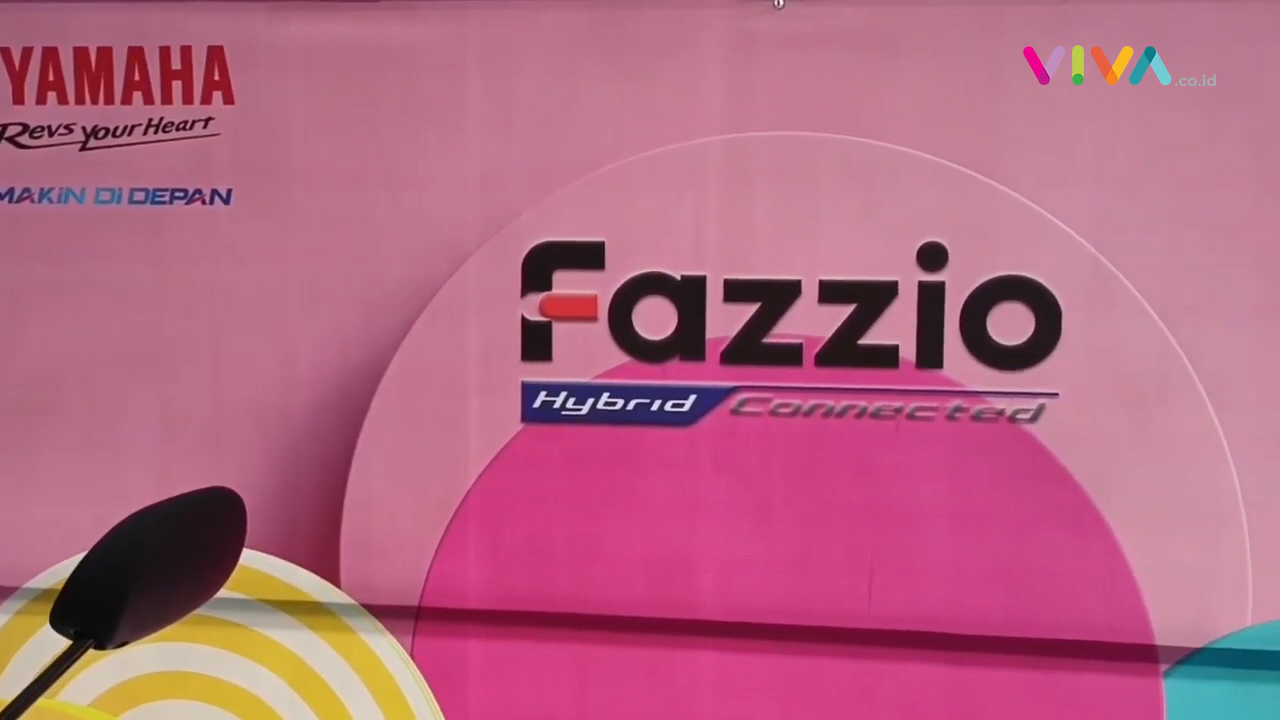 YAMAHA
Revs Your Heart
MAKIN DI DEPAN
VIVA.co.id
Fazzio
Hybrid Connected